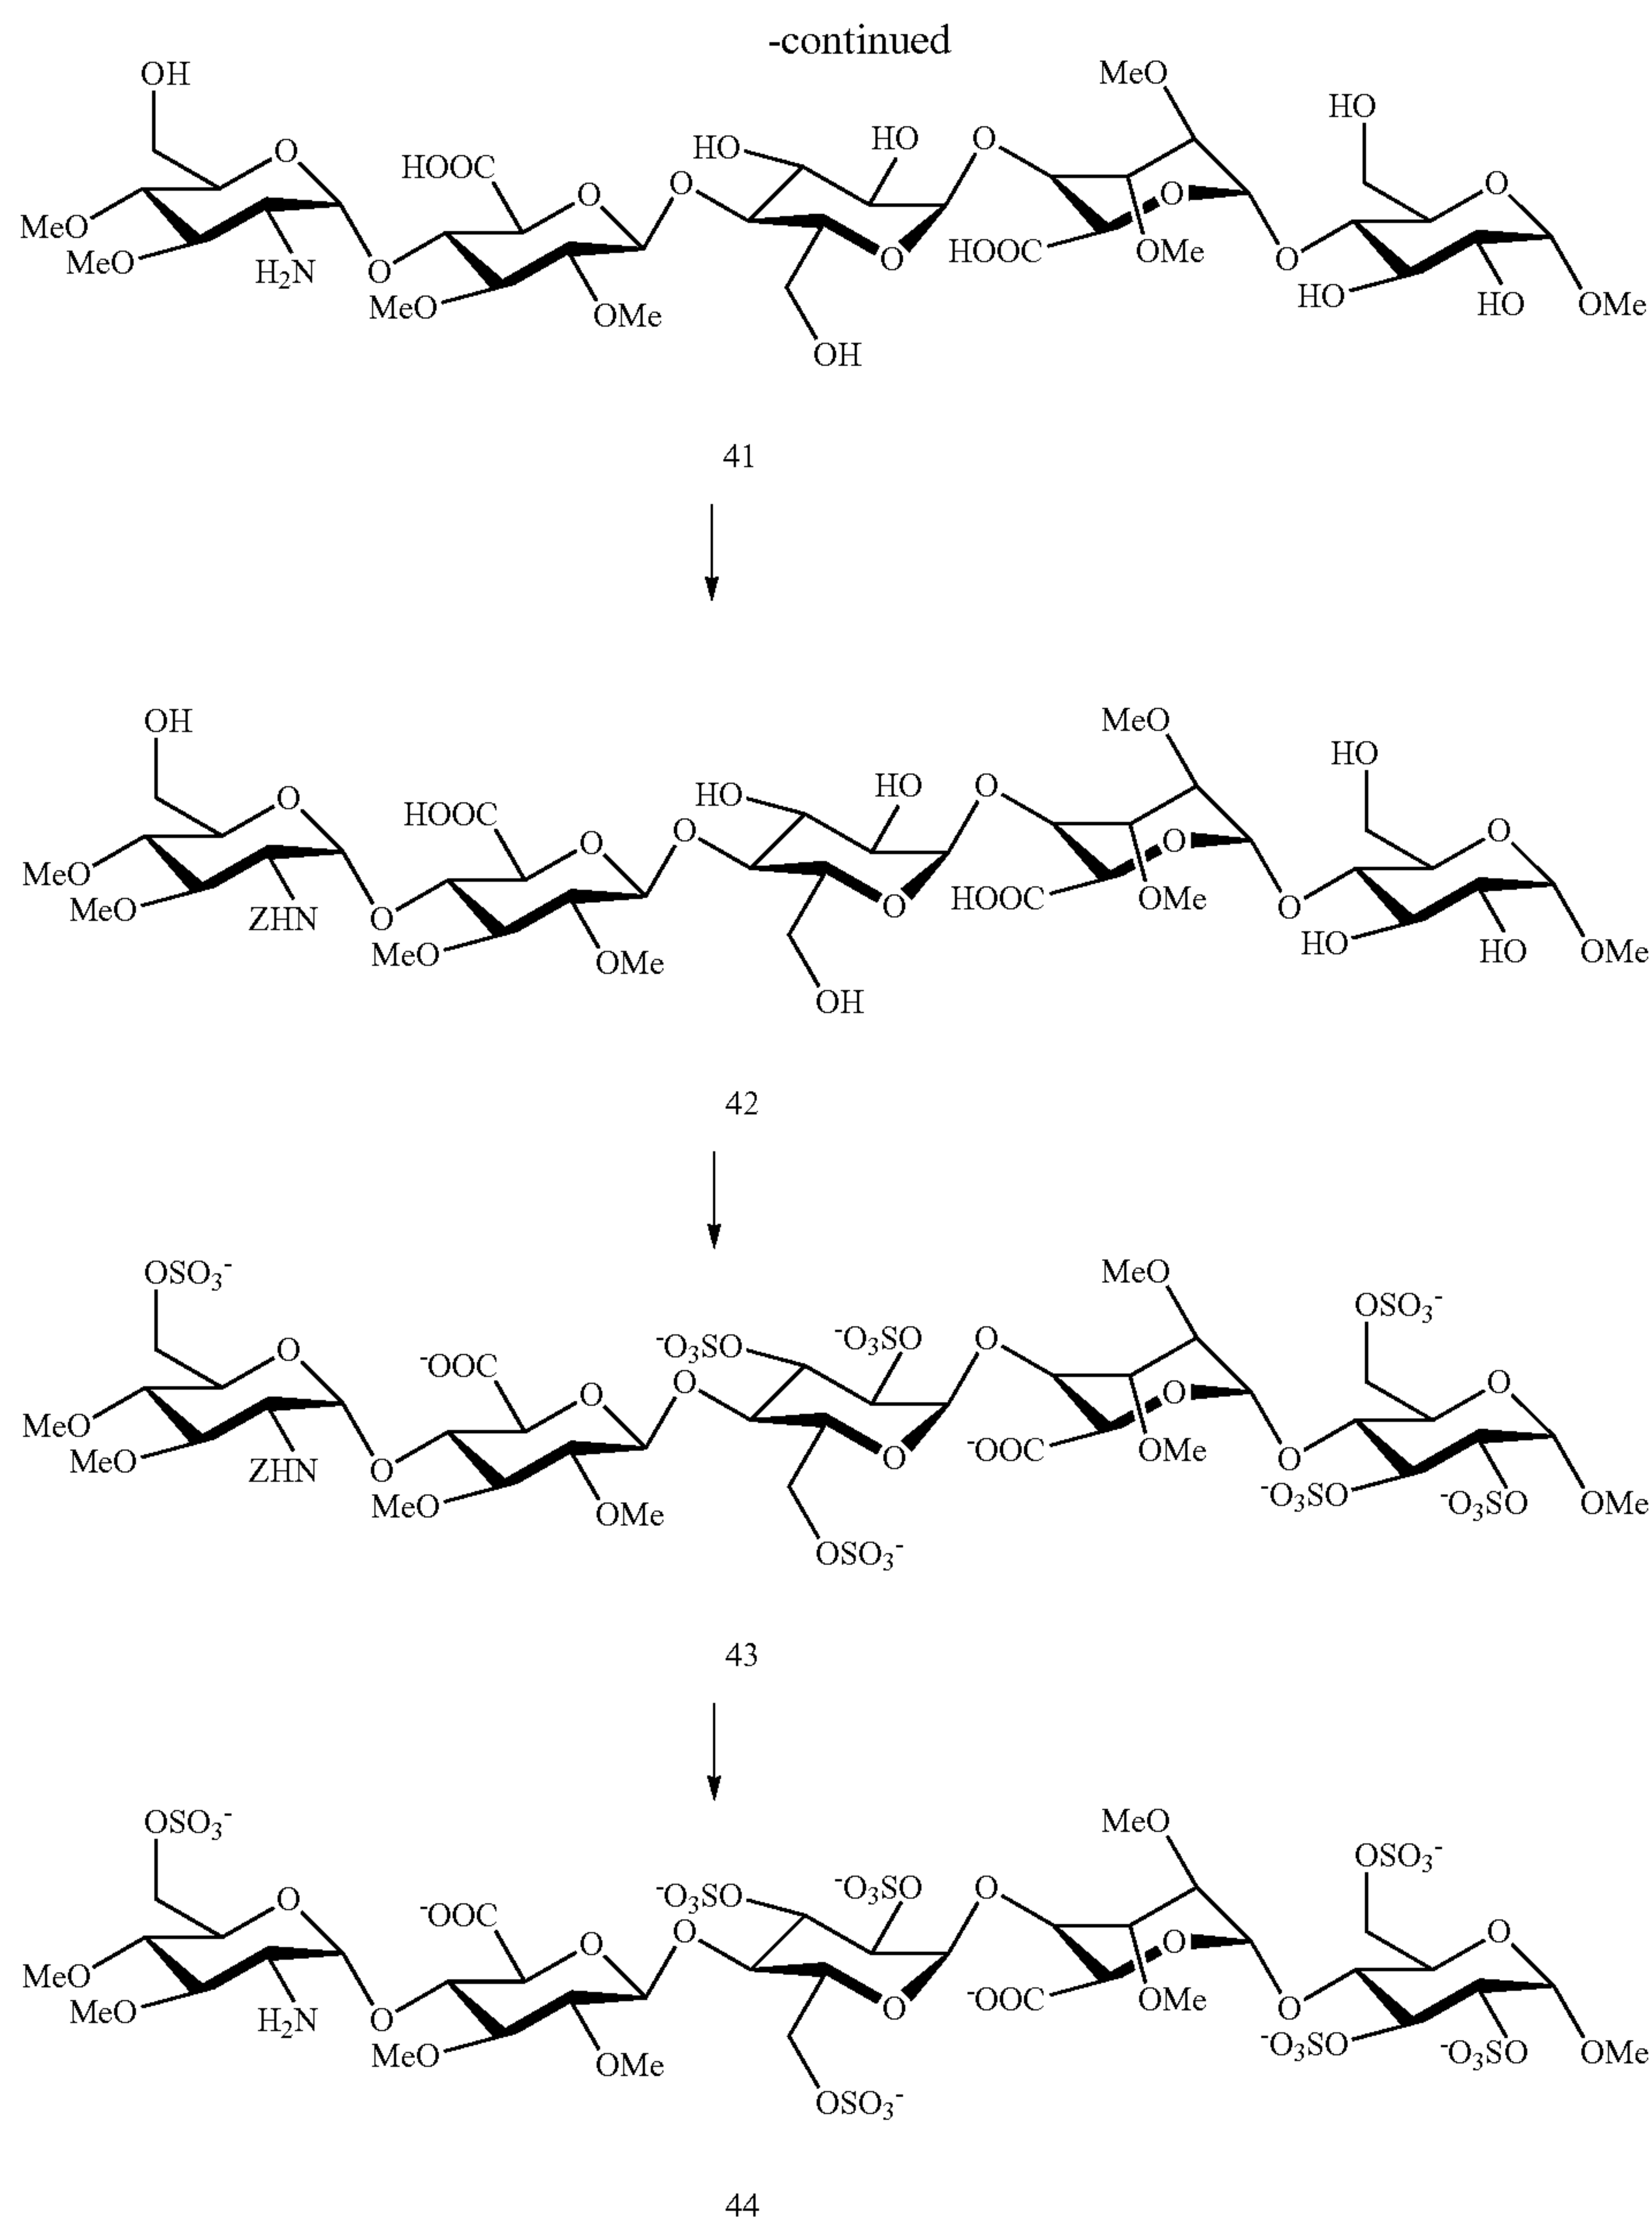 -continued
OH MeO HO
O HOOC O O HO HO O O O
MeO MeO H₂N O MeO OMe O HOOC OMe O HO HO OMe
OH
41
OH MeO HO
O HOOC O O HO HO O O O
MeO MeO ZHN O MeO OMe O HOOC OMe O HO HO OMe
OH
42
OSO₃⁻ MeO OSO₃⁻
O ⁻OOC O O ⁻O₃SO ⁻O₃SO O O O
MeO MeO ZHN O MeO OMe O ⁻OOC OMe O ⁻O₃SO ⁻O₃SO OMe
OSO₃⁻
43
OSO₃⁻ MeO OSO₃⁻
O ⁻OOC O O ⁻O₃SO ⁻O₃SO O O O
MeO MeO H₂N O MeO OMe O ⁻OOC OMe O ⁻O₃SO ⁻O₃SO OMe
OSO₃⁻
44